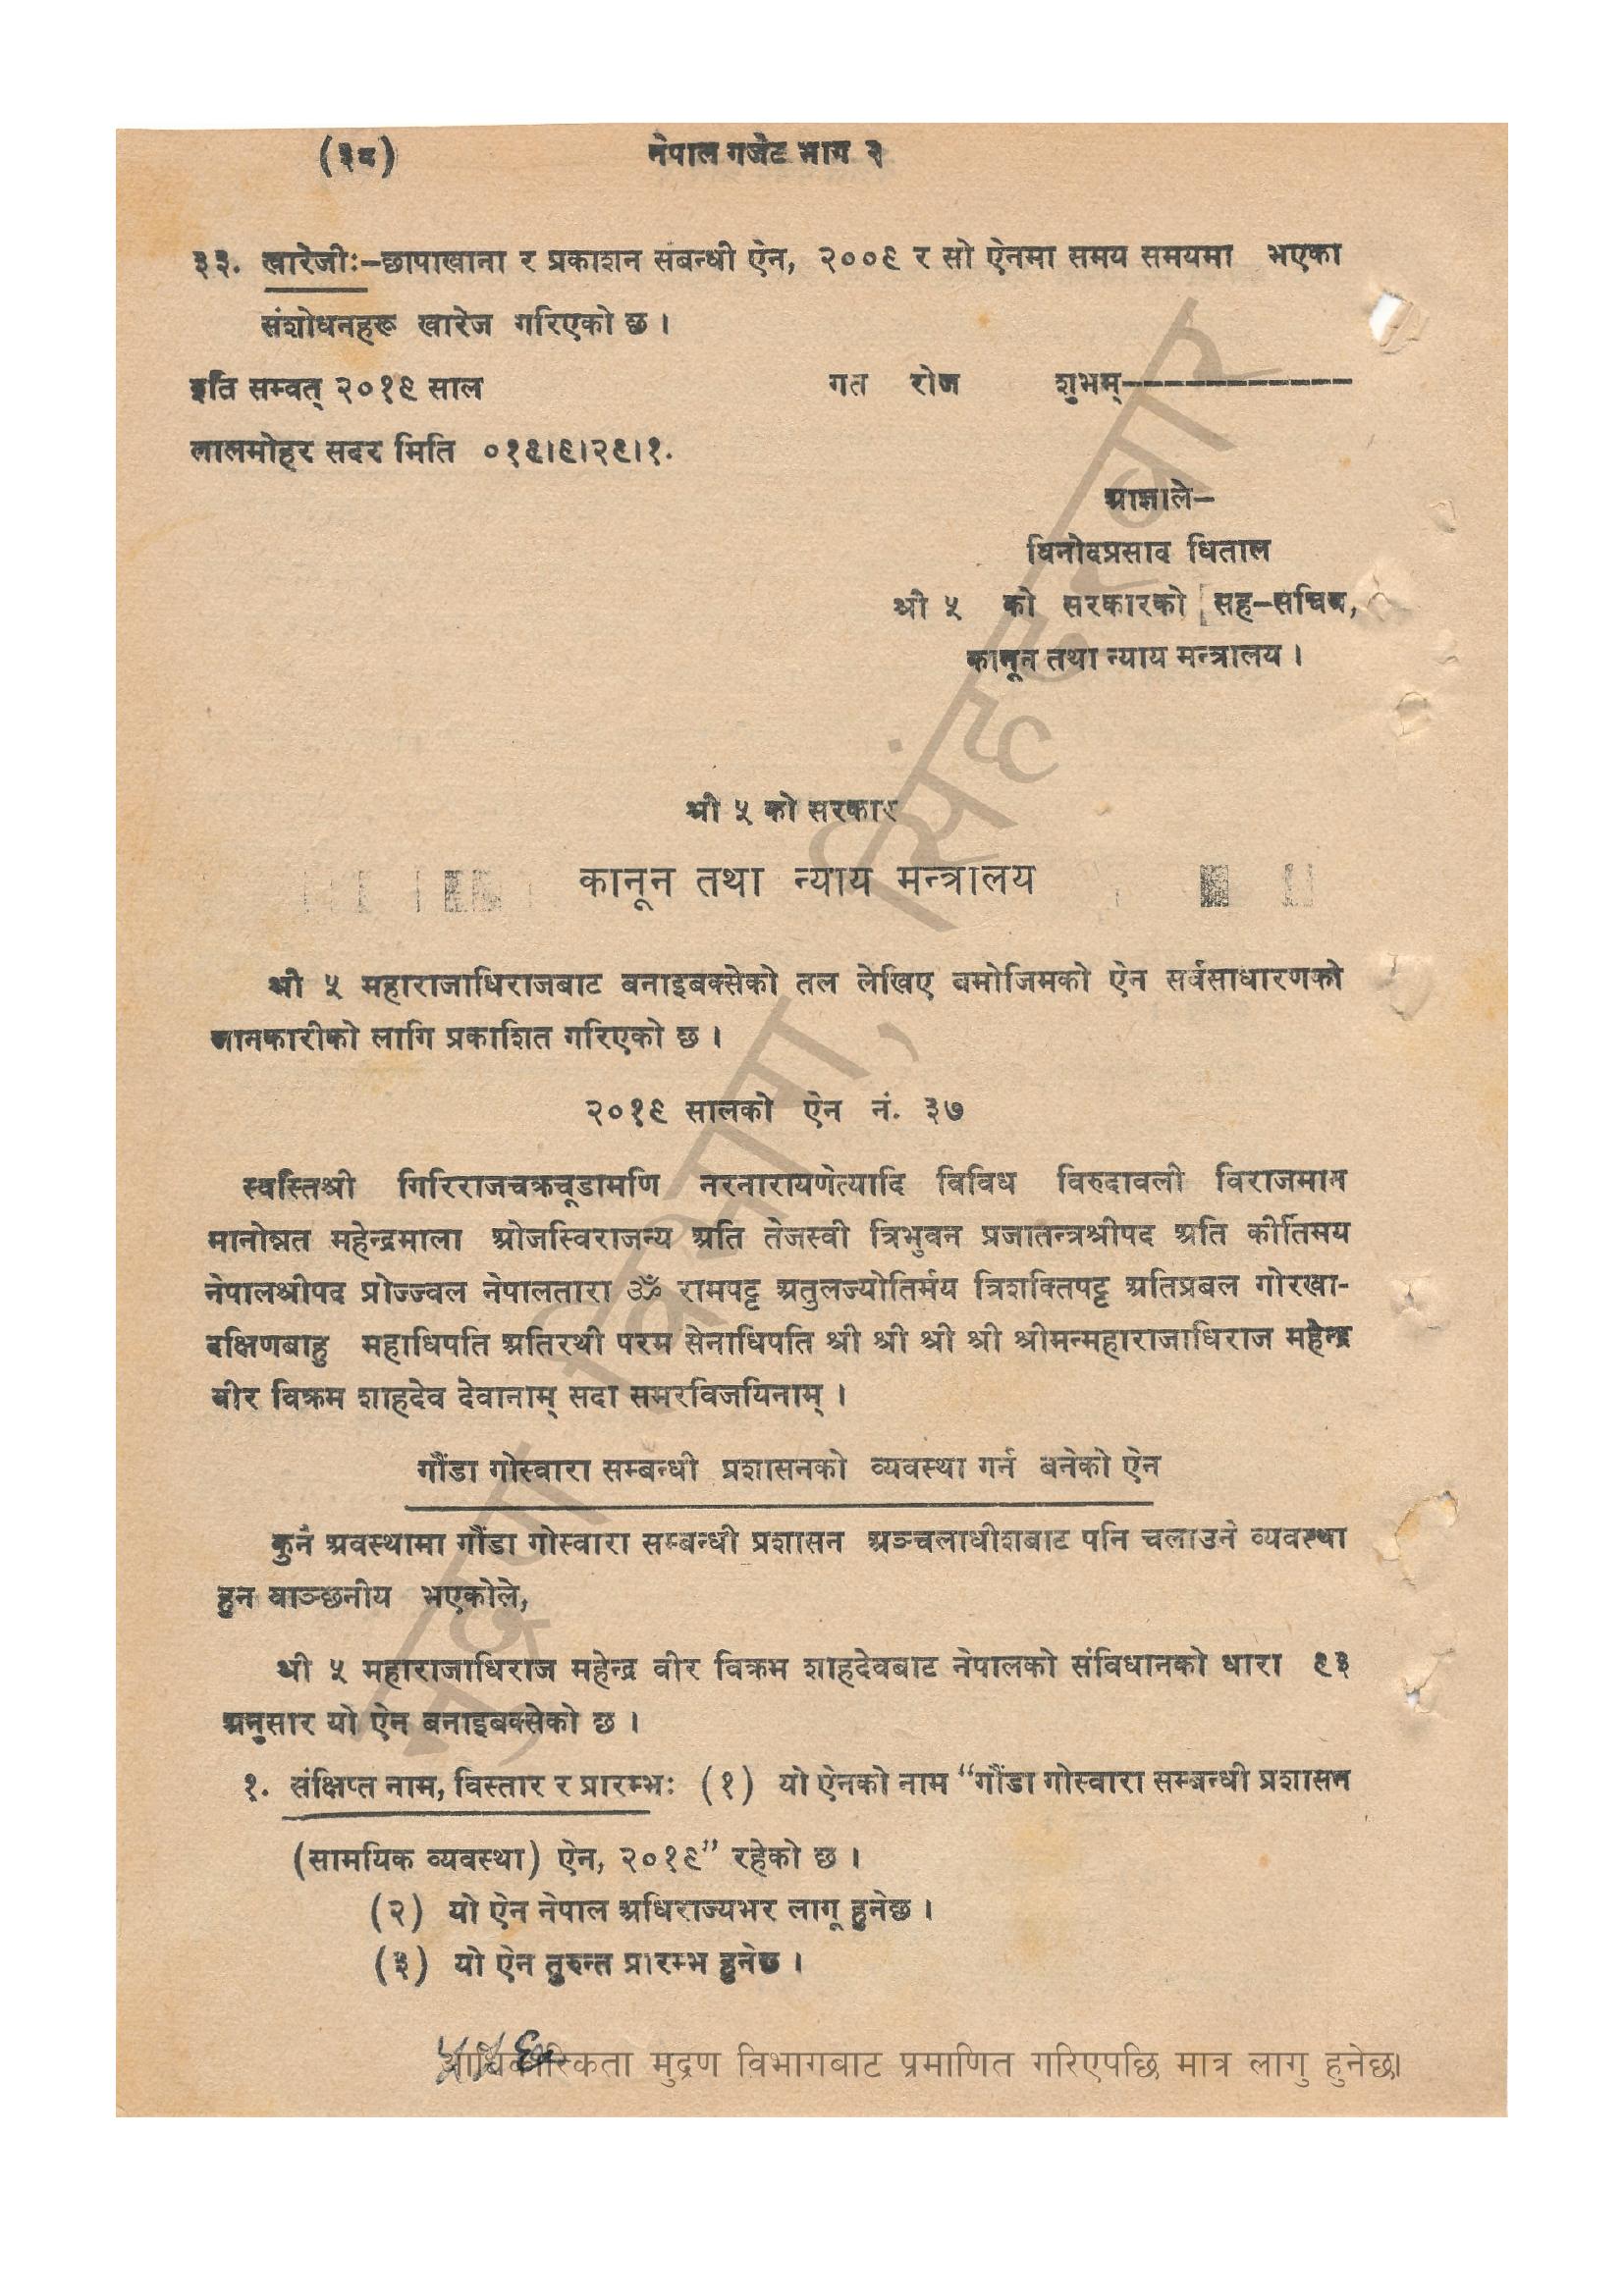 (३८) नेपाल गजेट भाग ३
३३. खारेजीः–छापाखाना र प्रकाशन संबन्धी ऐन, २००९ र सो ऐनमा समय समयमा भएका
संशोधनहरू खारेज गरिएको छ ।
इति सम्वत् २०१९ साल गत रोज शुभम्–––––––––––
लालमोहर सदर मिति ०१९।९।२९।१.
आज्ञाले–
विनोदप्रसाद धिताल
श्री ५ को सरकारको सह–सचिव,
कानून तथा न्याय मन्त्रालय ।
श्री ५ को सरकार
कानून तथा न्याय मन्त्रालय
श्री ५ महाराजाधिराजबाट बनाइबक्सेको तल लेखिए बमोजिमको ऐन सर्वसाधारणको
जानकारीको लागि प्रकाशित गरिएको छ ।
२०१९ सालको ऐन नं. ३७
स्वस्तिश्री गिरिराजचक्रचूडामणि नरनारायणेत्यादि विविध विरुदावली विराजमान
मानोन्नत महेन्द्रमाला ओजस्विराजन्य अति तेजस्वी त्रिभुवन प्रजातन्त्रश्रीपद अति कीर्तिमय
नेपालश्रीपद प्रोज्ज्वल नेपालतारा ॐ रामपट्ट अतुलज्योतिर्मय त्रिशक्तिपट्ट अतिप्रबल गोरखा-
दक्षिणबाहु महाधिपति अतिरथी परम सेनाधिपति श्री श्री श्री श्री श्रीमन्महाराजाधिराज महेन्द्र
वीर विक्रम शाहदेव देवानाम् सदा समरविजयिनाम् ।
गौंडा गोस्वारा सम्बन्धी प्रशासनको व्यवस्था गर्न बनेको ऐन
कुनै अवस्थामा गौंडा गोस्वारा सम्बन्धी प्रशासन अञ्चलाधीशबाट पनि चलाउने व्यवस्था
हुन वाञ्छनीय भएकोले,
श्री ५ महाराजाधिराज महेन्द्र वीर विक्रम शाहदेवबाट नेपालको संविधानको धारा ९३
अनुसार यो ऐन बनाइबक्सेको छ ।
१. संक्षिप्त नाम, विस्तार र प्रारम्भः (१) यो ऐनको नाम “गौंडा गोस्वारा सम्बन्धी प्रशासन
(सामयिक व्यवस्था) ऐन, २०१९” रहेको छ ।
(२) यो ऐन नेपाल अधिराज्यभर लागू हुनेछ ।
(३) यो ऐन तुरुन्त प्रारम्भ हुनेछ ।
आधिकारिकता मुद्रण विभागबाट प्रमाणित गरिएपछि मात्र लागु हुनेछ।
मुद्रण विभाग, सिंहदरबार